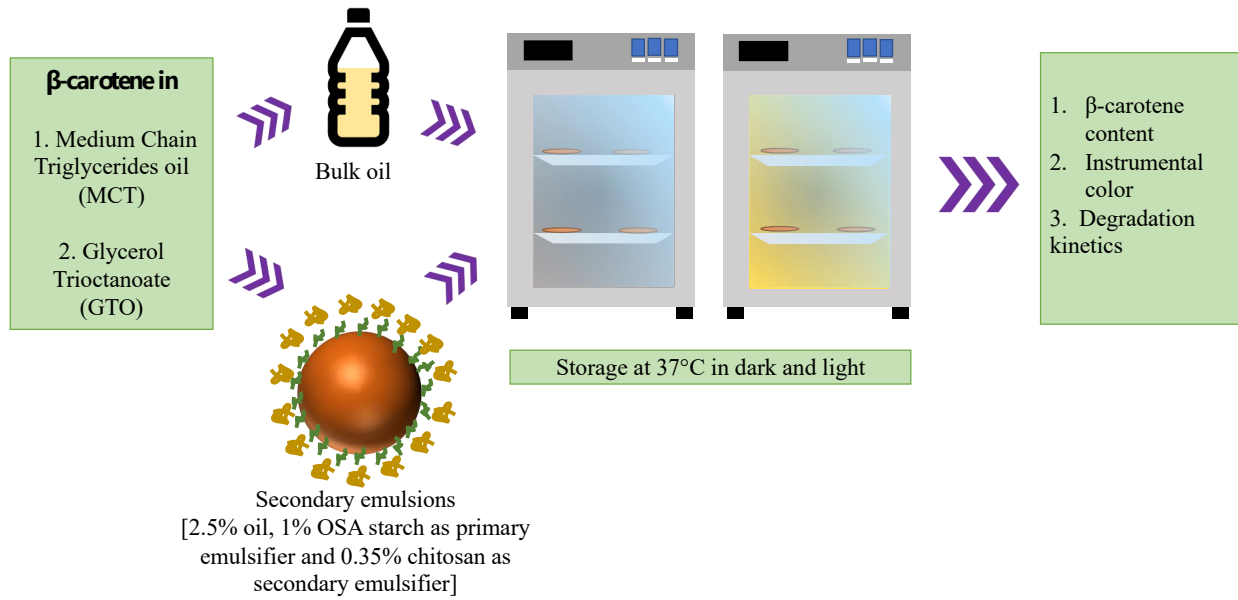 β-carotene in
1. Medium Chain
Triglycerides oil
(MCT)
2. Glycerol
Trioctanoate
(GTO)
Bulk oil
Secondary emulsions
[2.5% oil, 1% OSA starch as primary
emulsifier and 0.35% chitosan as
secondary emulsifier]
Storage at 37°C in dark and light
1. β-carotene
content
2. Instrumental
color
3. Degradation
kinetics